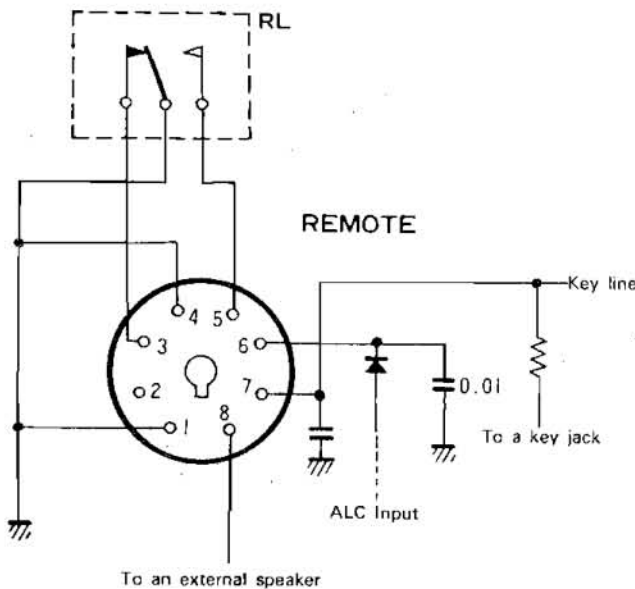 RL
REMOTE
Key line
4
5
3
6
2
7
0.01
1
8
To a key jack
ALC Input
To an external speaker